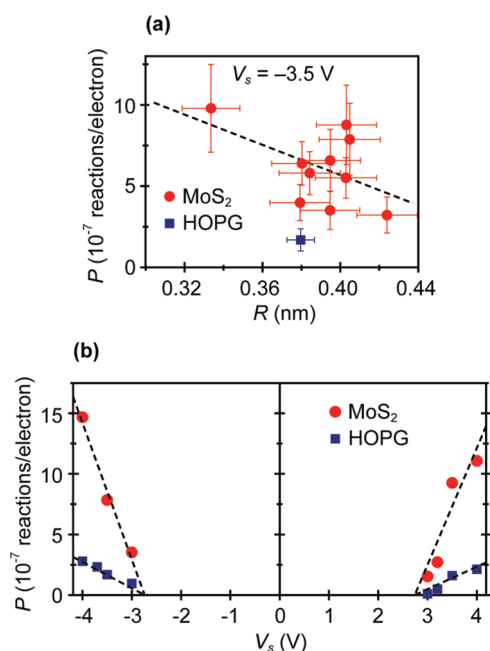 (a)
V_s = –3.5 V
10
5
0
P (10⁻⁷ reactions/electron)
MoS₂
HOPG
0.32 0.36 0.40 0.44
R (nm)
(b)
15
10
5
0
P (10⁻⁷ reactions/electron)
MoS₂
HOPG
-4 -3 -2 -1 0 1 2 3 4
V_s (V)